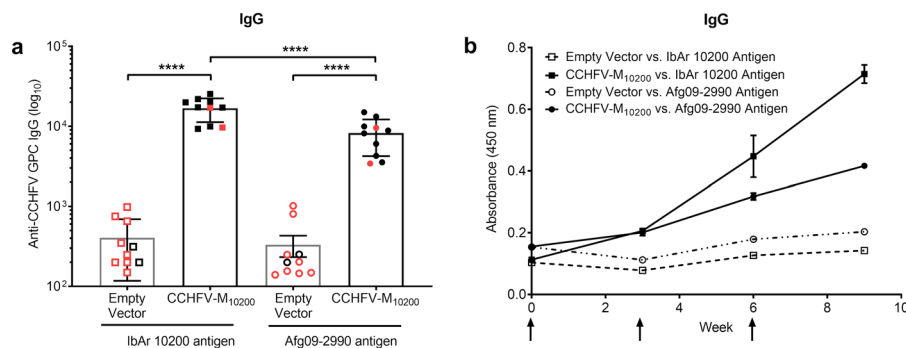 IgG
a
Anti-CCHFV GPC IgG (log10)
10^5
10^4
10^3
10^2
****
****
****
Empty Vector
CCHFV-M10200
Empty Vector
CCHFV-M10200
IbAr 10200 antigen
Afg09-2990 antigen
IgG
b
Absorbance (450 nm)
0.8
0.6
0.4
0.2
0.0
Empty Vector vs. IbAr 10200 Antigen
CCHFV-M10200 vs. IbAr 10200 Antigen
Empty Vector vs. Afg09-2990 Antigen
CCHFV-M10200 vs. Afg09-2990 Antigen
0
2
4
6
8
10
Week